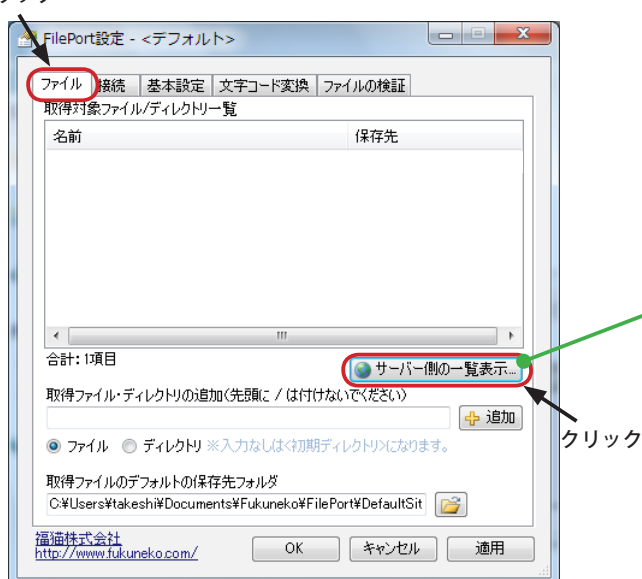 FilePort設定 - <デフォルト>
ファイル 接続 基本設定 文字コード変換 ファイルの検証
取得対象ファイル/ディレクトリ一覧
名前 保存先
合計: 1項目
サーバー側の一覧表示...
取得ファイル・ディレクトリの追加(先頭に / は付けないでください)
追加
クリック
ファイル ディレクトリ ※入力なしは<初期ディレクトリ>になります。
取得ファイルのデフォルトの保存先フォルダ
C:¥Users¥takeshi¥Documents¥Fukuneko¥FilePort¥DefaultSit
福猫株式会社
http://www.fukuneko.com/
OK キャンセル 適用